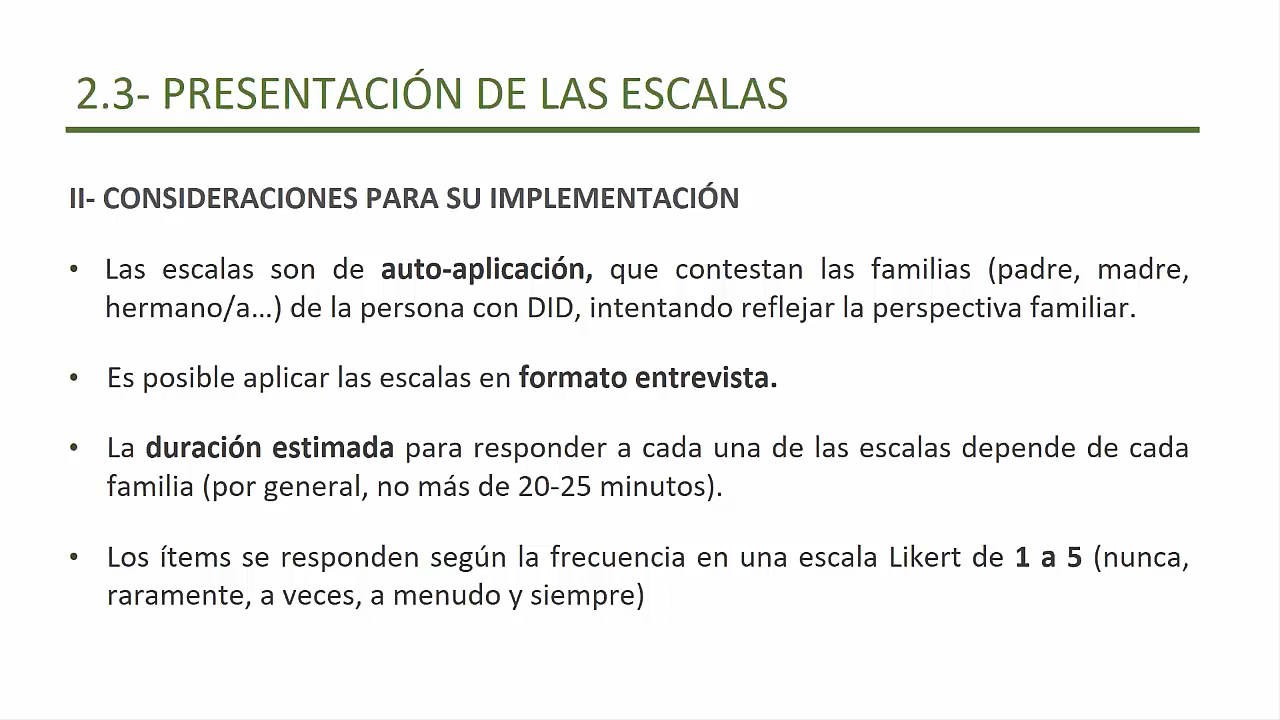 2.3- PRESENTACIÓN DE LAS ESCALAS
II- CONSIDERACIONES PARA SU IMPLEMENTACIÓN
• Las escalas son de auto-aplicación, que contestan las familias (padre, madre,
hermano/a...) de la persona con DID, intentando reflejar la perspectiva familiar.
• Es posible aplicar las escalas en formato entrevista.
• La duración estimada para responder a cada una de las escalas depende de cada
familia (por general, no más de 20-25 minutos).
• Los ítems se responden según la frecuencia en una escala Likert de 1 a 5 (nunca,
raramente, a veces, a menudo y siempre)